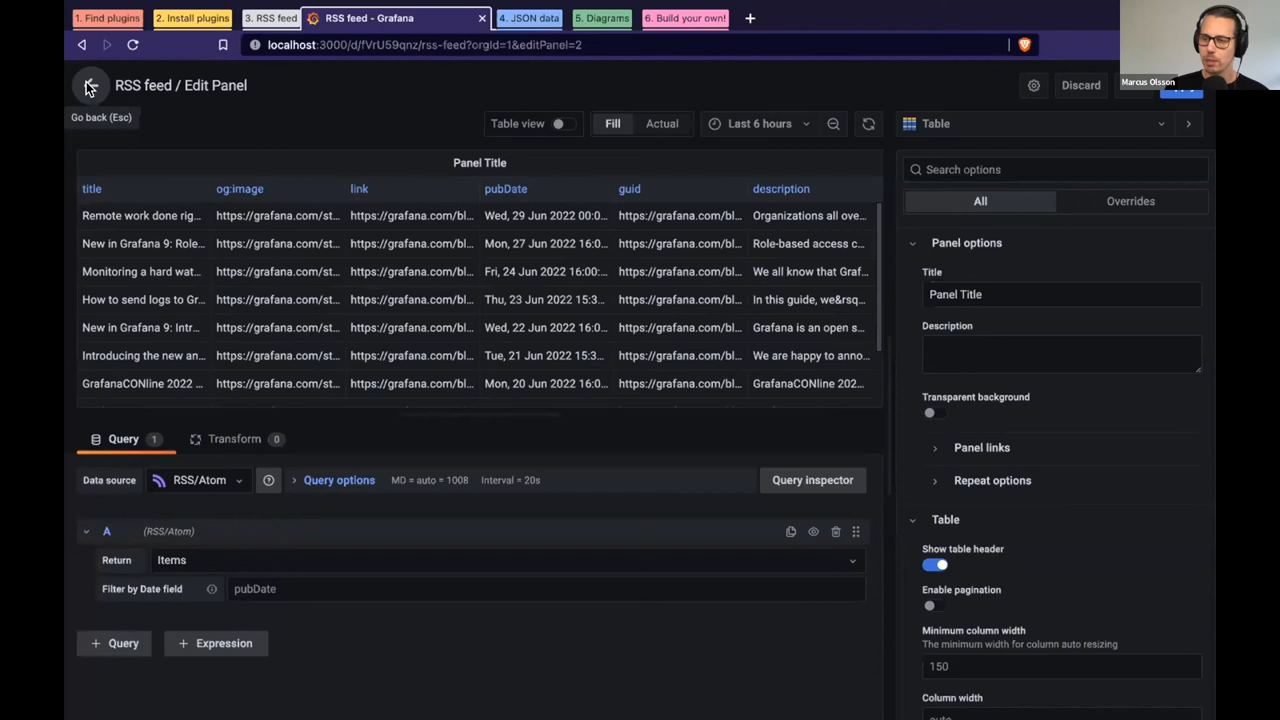 1. Find plugins
2. Install plugins
3. RSS feed
RSS feed - Grafana
4. JSON data
5. Diagrams
6. Build your own!
localhost:3000/d/fVrU59qnz/rss-feed?orgId=1&editPanel=2
Marcus Olsson
RSS feed / Edit Panel
Discard
Go back (Esc)
Table view
Fill
Actual
Last 6 hours
Table
Panel Title
title og:image link pubDate guid description
Remote work done rig... https://grafana.com/st... https://grafana.com/bl... Wed, 29 Jun 2022 00:0... https://grafana.com/bl... Organizations all ove...
New in Grafana 9: Role... https://grafana.com/st... https://grafana.com/bl... Mon, 27 Jun 2022 16:0... https://grafana.com/bl... Role-based access c...
Monitoring a hard wat... https://grafana.com/st... https://grafana.com/bl... Fri, 24 Jun 2022 16:00:... https://grafana.com/bl... We all know that Graf...
How to send logs to Gr... https://grafana.com/st... https://grafana.com/bl... Thu, 23 Jun 2022 15:3... https://grafana.com/bl... In this guide, we&rsq...
New in Grafana 9: Intr... https://grafana.com/st... https://grafana.com/bl... Wed, 22 Jun 2022 16:0... https://grafana.com/bl... Grafana is an open s...
Introducing the new an... https://grafana.com/st... https://grafana.com/bl... Tue, 21 Jun 2022 15:3... https://grafana.com/bl... We are happy to anno...
GrafanaCONline 2022 ... https://grafana.com/st... https://grafana.com/bl... Mon, 20 Jun 2022 16:0... https://grafana.com/bl... GrafanaCONline 202...
Query 1
Transform 0
Data source
RSS/Atom
Query options
MD = auto = 1008
Interval = 20s
Query inspector
A (RSS/Atom)
Return Items
Filter by Date field pubDate
+ Query
+ Expression
Search options
All
Overrides
Panel options
Title
Panel Title
Description
Transparent background
Panel links
Repeat options
Table
Show table header
Enable pagination
Minimum column width
The minimum width for column auto resizing
150
Column width